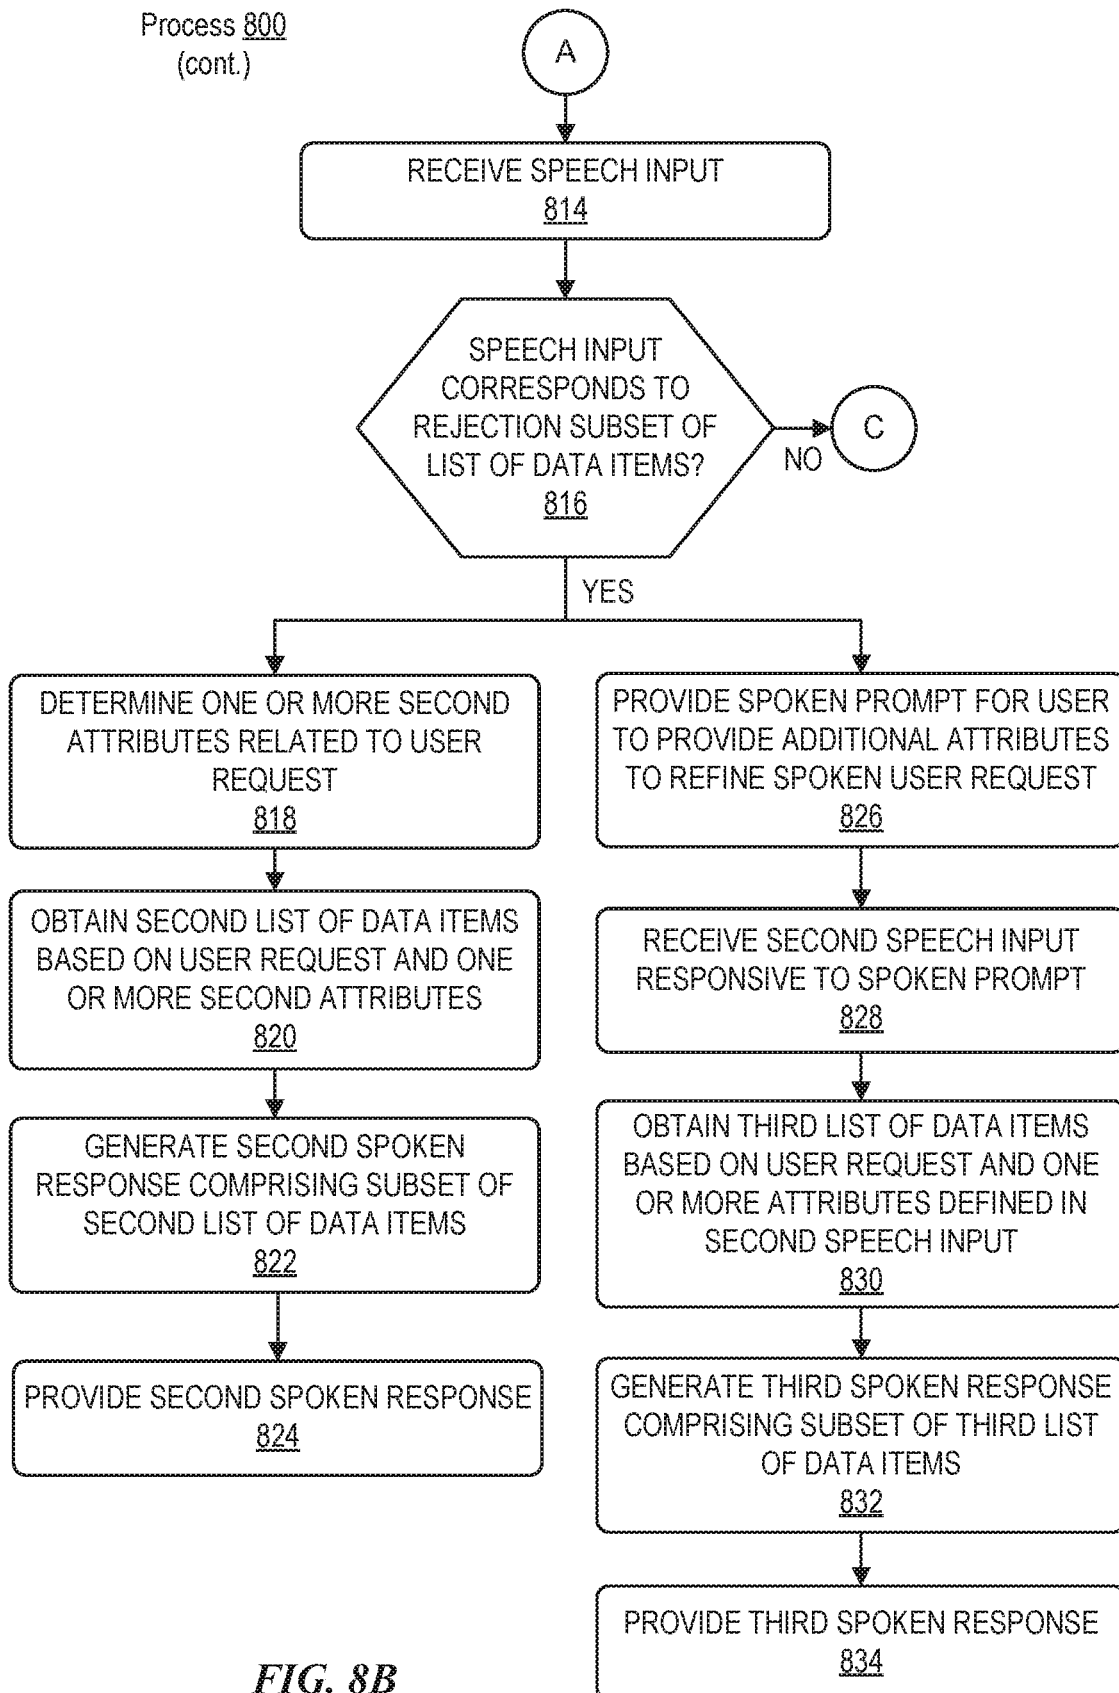 Process 800
(cont.)
A
RECEIVE SPEECH INPUT
814
SPEECH INPUT
CORRESPONDS TO
REJECTION SUBSET OF
LIST OF DATA ITEMS?
816
NO
C
YES
DETERMINE ONE OR MORE SECOND
ATTRIBUTES RELATED TO USER
REQUEST
818
OBTAIN SECOND LIST OF DATA ITEMS
BASED ON USER REQUEST AND ONE
OR MORE SECOND ATTRIBUTES
820
GENERATE SECOND SPOKEN
RESPONSE COMPRISING SUBSET OF
SECOND LIST OF DATA ITEMS
822
PROVIDE SECOND SPOKEN RESPONSE
824
PROVIDE SPOKEN PROMPT FOR USER
TO PROVIDE ADDITIONAL ATTRIBUTES
TO REFINE SPOKEN USER REQUEST
826
RECEIVE SECOND SPEECH INPUT
RESPONSIVE TO SPOKEN PROMPT
828
OBTAIN THIRD LIST OF DATA ITEMS
BASED ON USER REQUEST AND ONE
OR MORE ATTRIBUTES DEFINED IN
SECOND SPEECH INPUT
830
GENERATE THIRD SPOKEN RESPONSE
COMPRISING SUBSET OF THIRD LIST
OF DATA ITEMS
832
PROVIDE THIRD SPOKEN RESPONSE
834
FIG. 8B